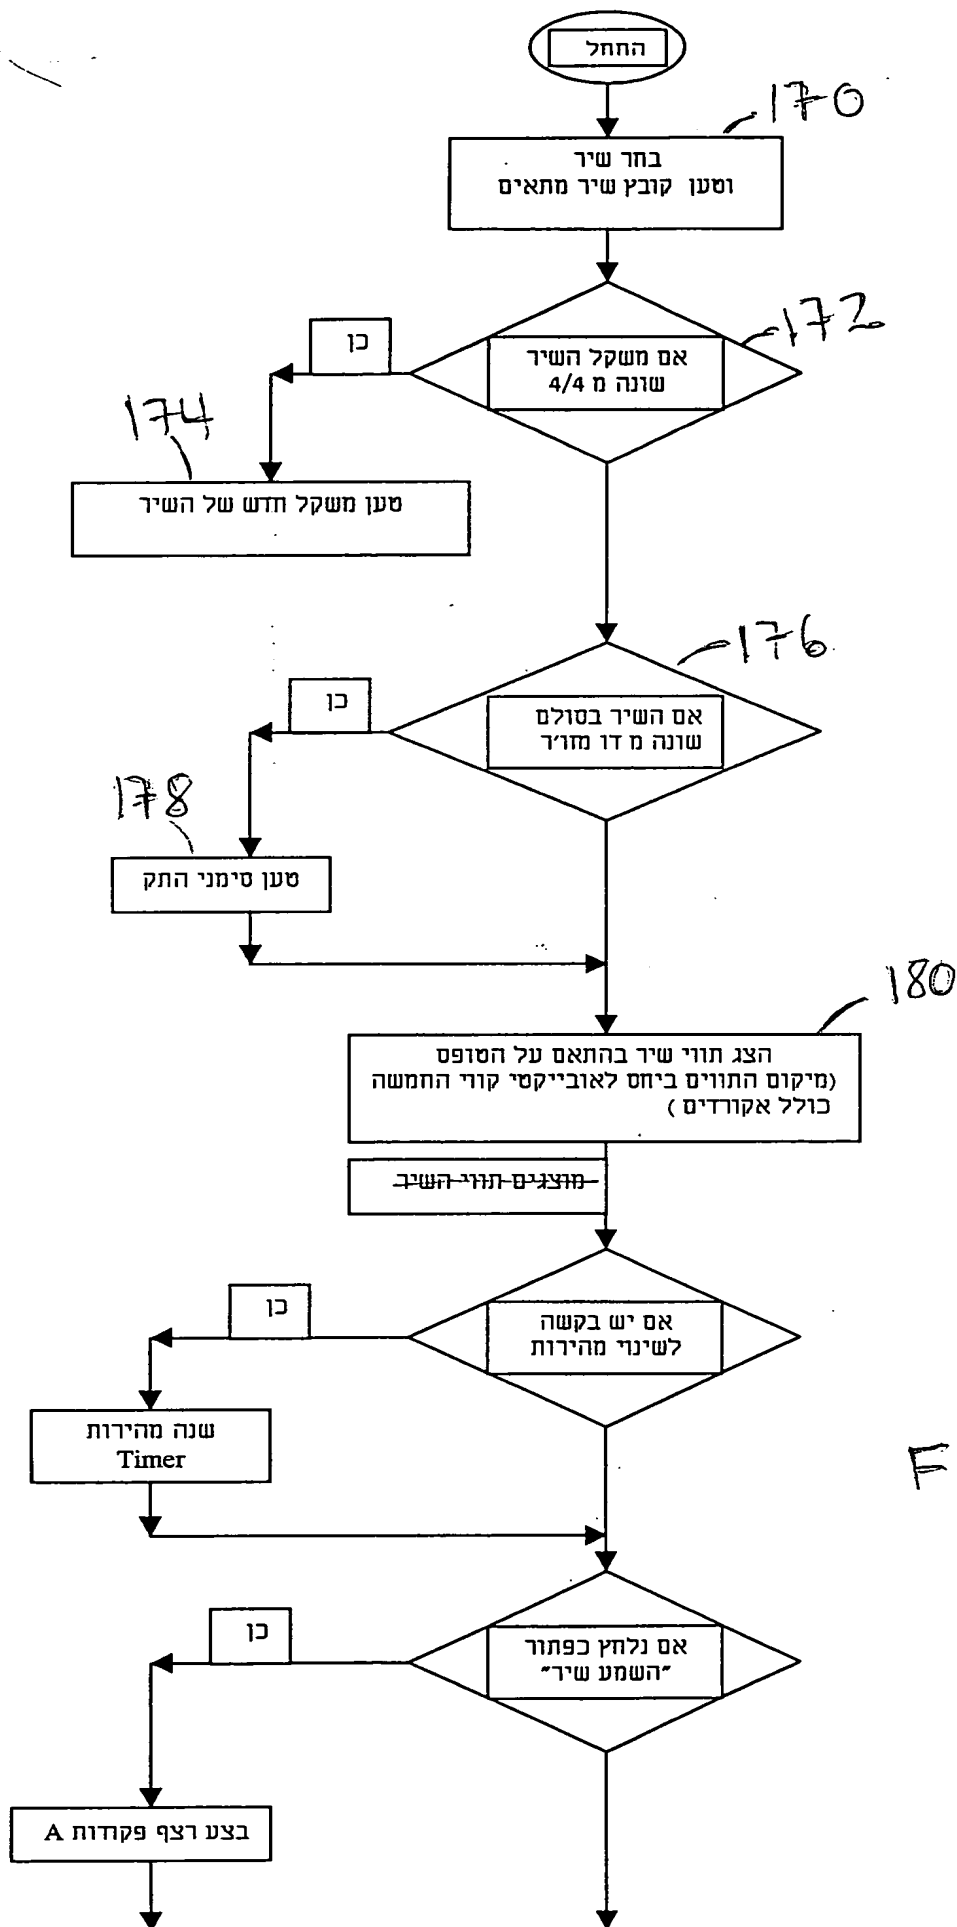 התחל
170
בחר שיר
וטען קובץ שיר מתאים
172
אם משקל השיר
שונה מ 4/4
כן
174
טען משקל חדש של השיר
176
אם השיר בסולם
שונה מ דו מז'ור
כן
178
טען סימני התק
180
הצג תווי שיר בהתאם על הטופס
(מיקום התווים ביחס לאובייקטי קווי החמשה
כולל אקורדים )
מוצגים תווי השיר
אם יש בקשה
לשינוי מהירות
כן
שנה מהירות
Timer
F
אם נלחץ כפתור
"השמע שיר"
כן
בצע רצף פקודות A